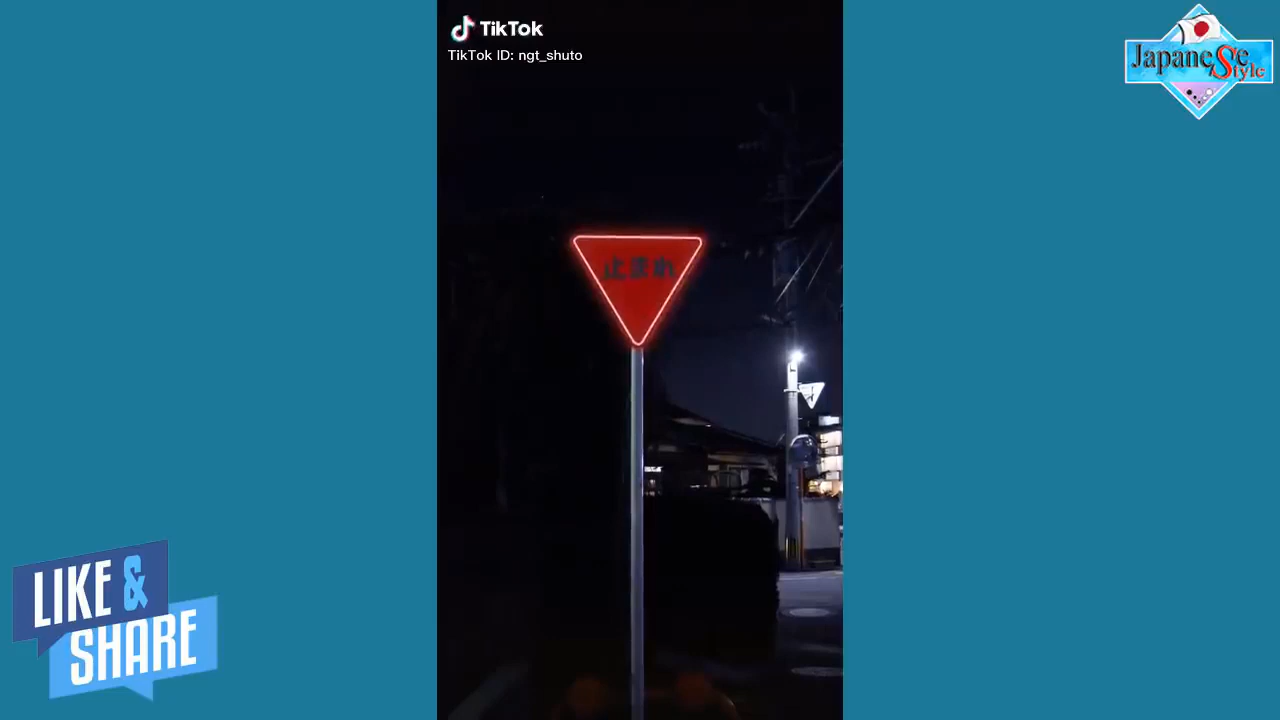 TikTok
TikTok ID: ngt_shuto
Japanese
Style
止まれ
LIKE &
SHARE